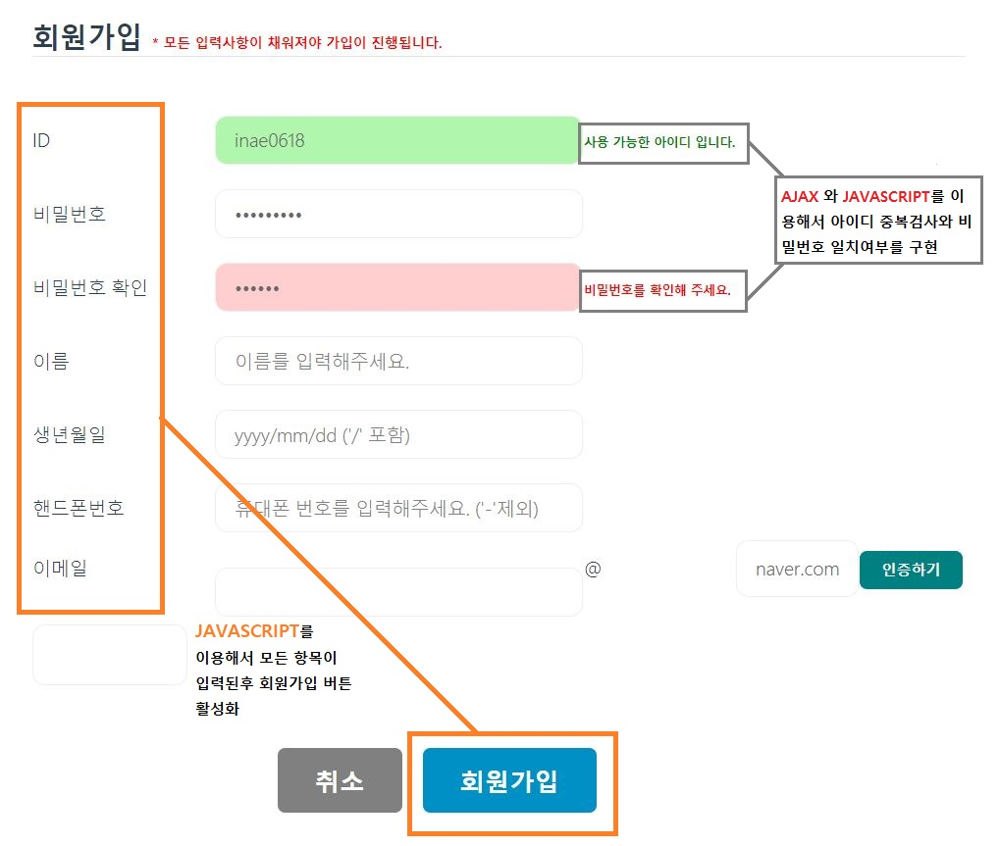 회원가입 * 모든 입력사항이 채워져야 가입이 진행됩니다.
ID
inae0618
사용 가능한 아이디 입니다.
AJAX 와 JAVASCRIPT를 이
용해서 아이디 중복검사와 비
밀번호 일치여부를 구현
비밀번호
•••••••••
비밀번호 확인
••••••
비밀번호를 확인해 주세요.
이름
이름를 입력해주세요.
생년월일
yyyy/mm/dd ('/' 포함)
핸드폰번호
휴대폰 번호를 입력해주세요. ('-'제외)
이메일
@
naver.com
인증하기
JAVASCRIPT를
이용해서 모든 항목이
입력된후 회원가입 버튼
활성화
취소
회원가입